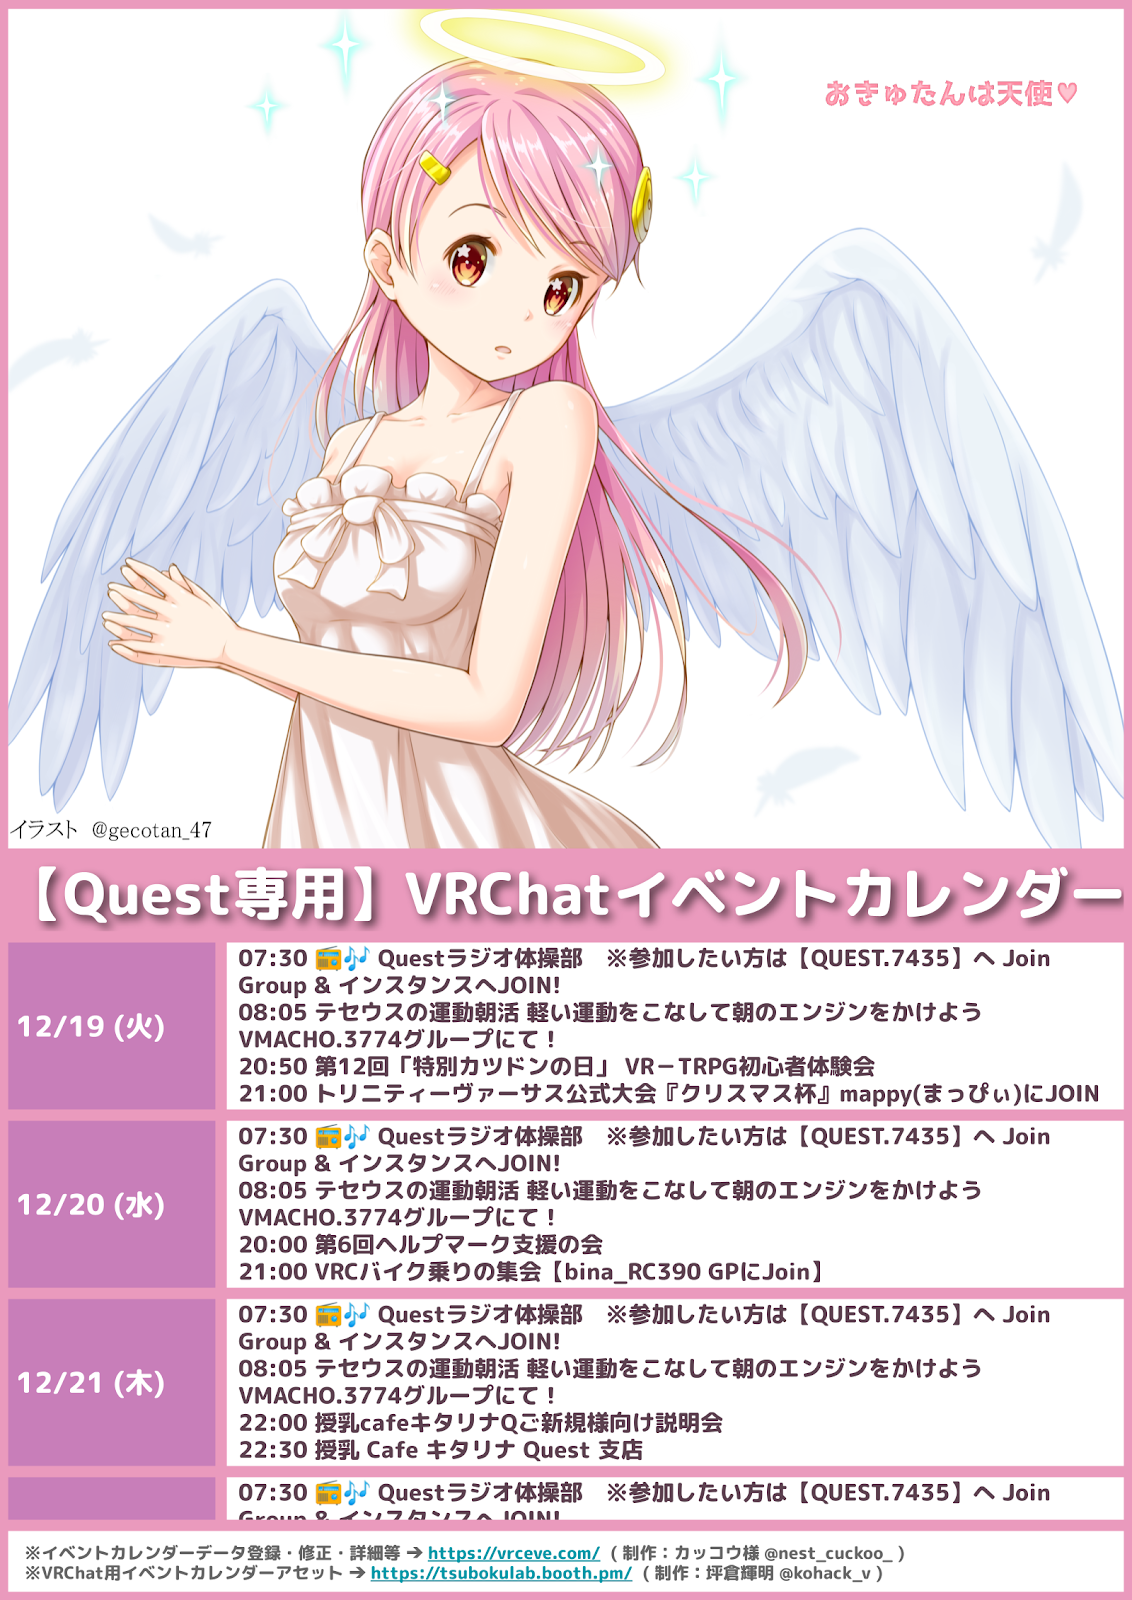 おきゅたんは天使♥
イラスト @gecotan_47
【Quest専用】VRChatイベントカレンダー
12/19 (火)
07:30 📻🎶 Questラジオ体操部　※参加したい方は【QUEST.7435】へ Join
Group & インスタンスへJOIN!
08:05 テセウスの運動朝活 軽い運動をこなして朝のエンジンをかけよう
VMACHO.3774グループにて！
20:50 第12回「特別カツドンの日」 VR－TRPG初心者体験会
21:00 トリニティーヴァーサス公式大会『クリスマス杯』mappy(まっぴぃ)にJOIN
12/20 (水)
07:30 📻🎶 Questラジオ体操部　※参加したい方は【QUEST.7435】へ Join
Group & インスタンスへJOIN!
08:05 テセウスの運動朝活 軽い運動をこなして朝のエンジンをかけよう
VMACHO.3774グループにて！
20:00 第6回ヘルプマーク支援の会
21:00 VRCバイク乗りの集会【bina_RC390 GPにJoin】
12/21 (木)
07:30 📻🎶 Questラジオ体操部　※参加したい方は【QUEST.7435】へ Join
Group & インスタンスへJOIN!
08:05 テセウスの運動朝活 軽い運動をこなして朝のエンジンをかけよう
VMACHO.3774グループにて！
22:00 授乳cafeキタリナQご新規様向け説明会
22:30 授乳 Cafe キタリナ Quest 支店
07:30 📻🎶 Questラジオ体操部　※参加したい方は【QUEST.7435】へ Join
Group & インスタンスへJOIN!
※イベントカレンダーデータ登録・修正・詳細等 ➔ https://vrceve.com/ ( 制作：カッコウ様 @nest_cuckoo_ )
※VRChat用イベントカレンダーアセット ➔ https://tsubokulab.booth.pm/ ( 制作：坪倉輝明 @kohack_v )